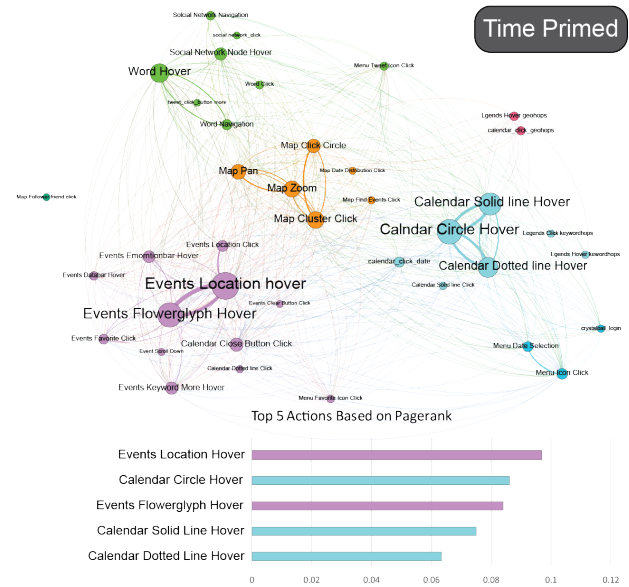 Time Primed
Solcial Network Navigation
social_network_click
Social Network Node Hover
Menu Tweet Icon Click
Word Hover
Word Click
tweet_click_button more
Word Navigation
Lgends Hover geohops
calendar_click_geohops
Map Click Circle
Map Pan
Map Date Distraction Click
Map Zoom
Map Follower friend click
Map Find Events Click
Map Cluster Click
Calendar Solid line Hover
Calndar Circle Hover
Legends Click keywordhops
Events Location Click
Events Emomtionbar Hover
Lgends Hover kewordhops
calendar_click_date
Calendar Dotted line Hover
Events Databar Hover
Events Location hover
Calendar Solid line Click
Events Clear Button Click
Events Flowerglyph Hover
crystalball_login
Events Favorite Click
Calendar Close Button Click
Menu Date Selection
Event Scroll Down
Calendar Dotted line Click
Menu Icon Click
Events Keyword More Hover
Menu Favorite Icon Click
Top 5 Actions Based on Pagerank
Events Location Hover
Calendar Circle Hover
Events Flowerglyph Hover
Calendar Solid Line Hover
Calendar Dotted Line Hover
0 0.02 0.04 0.06 0.08 0.1 0.12